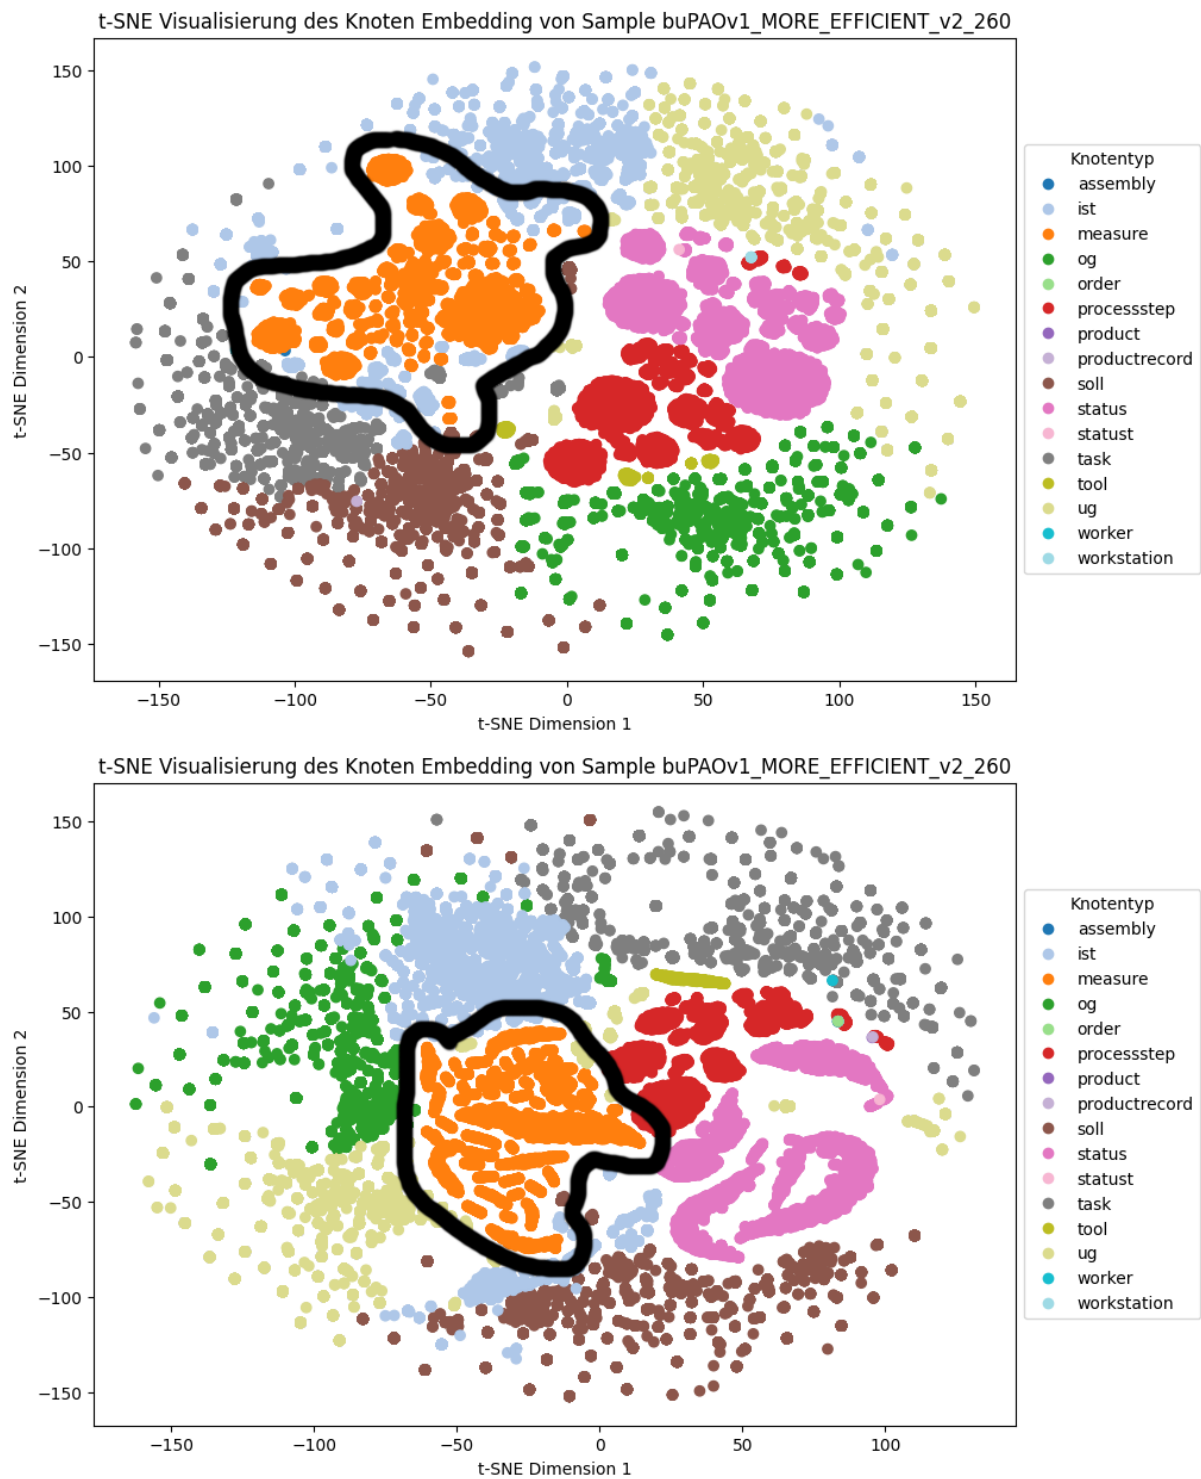 t-SNE Visualisierung des Knoten Embedding von Sample buPAOv1_MORE_EFFICIENT_v2_260
150
100
50
0
−50
−100
−150
t-SNE Dimension 2
−150
−100
−50
0
50
100
150
t-SNE Dimension 1
Knotentyp
assembly
ist
measure
og
order
processstep
product
productrecord
soll
status
statust
task
tool
ug
worker
workstation
t-SNE Visualisierung des Knoten Embedding von Sample buPAOv1_MORE_EFFICIENT_v2_260
150
100
50
0
−50
−100
−150
t-SNE Dimension 2
−150
−100
−50
0
50
100
t-SNE Dimension 1
Knotentyp
assembly
ist
measure
og
order
processstep
product
productrecord
soll
status
statust
task
tool
ug
worker
workstation